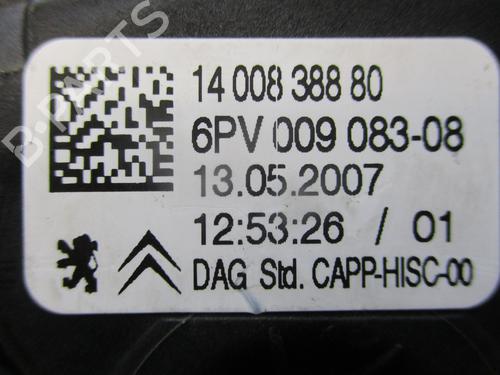 B-PARTS
14 008 388 80
6PV 009 083-08
13.05.2007
12:53:26 / 01
DAG Std. CAPP-HISC-00